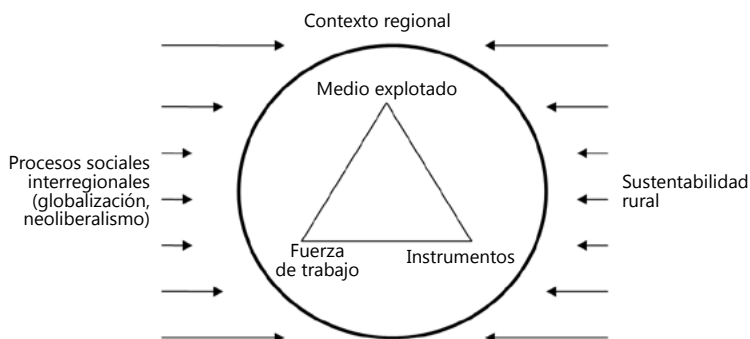 Contexto regional
Medio explotado
Procesos sociales
interregionales
(globalización,
neoliberalismo)
Sustentabilidad
rural
Fuerza
de trabajo
Instrumentos